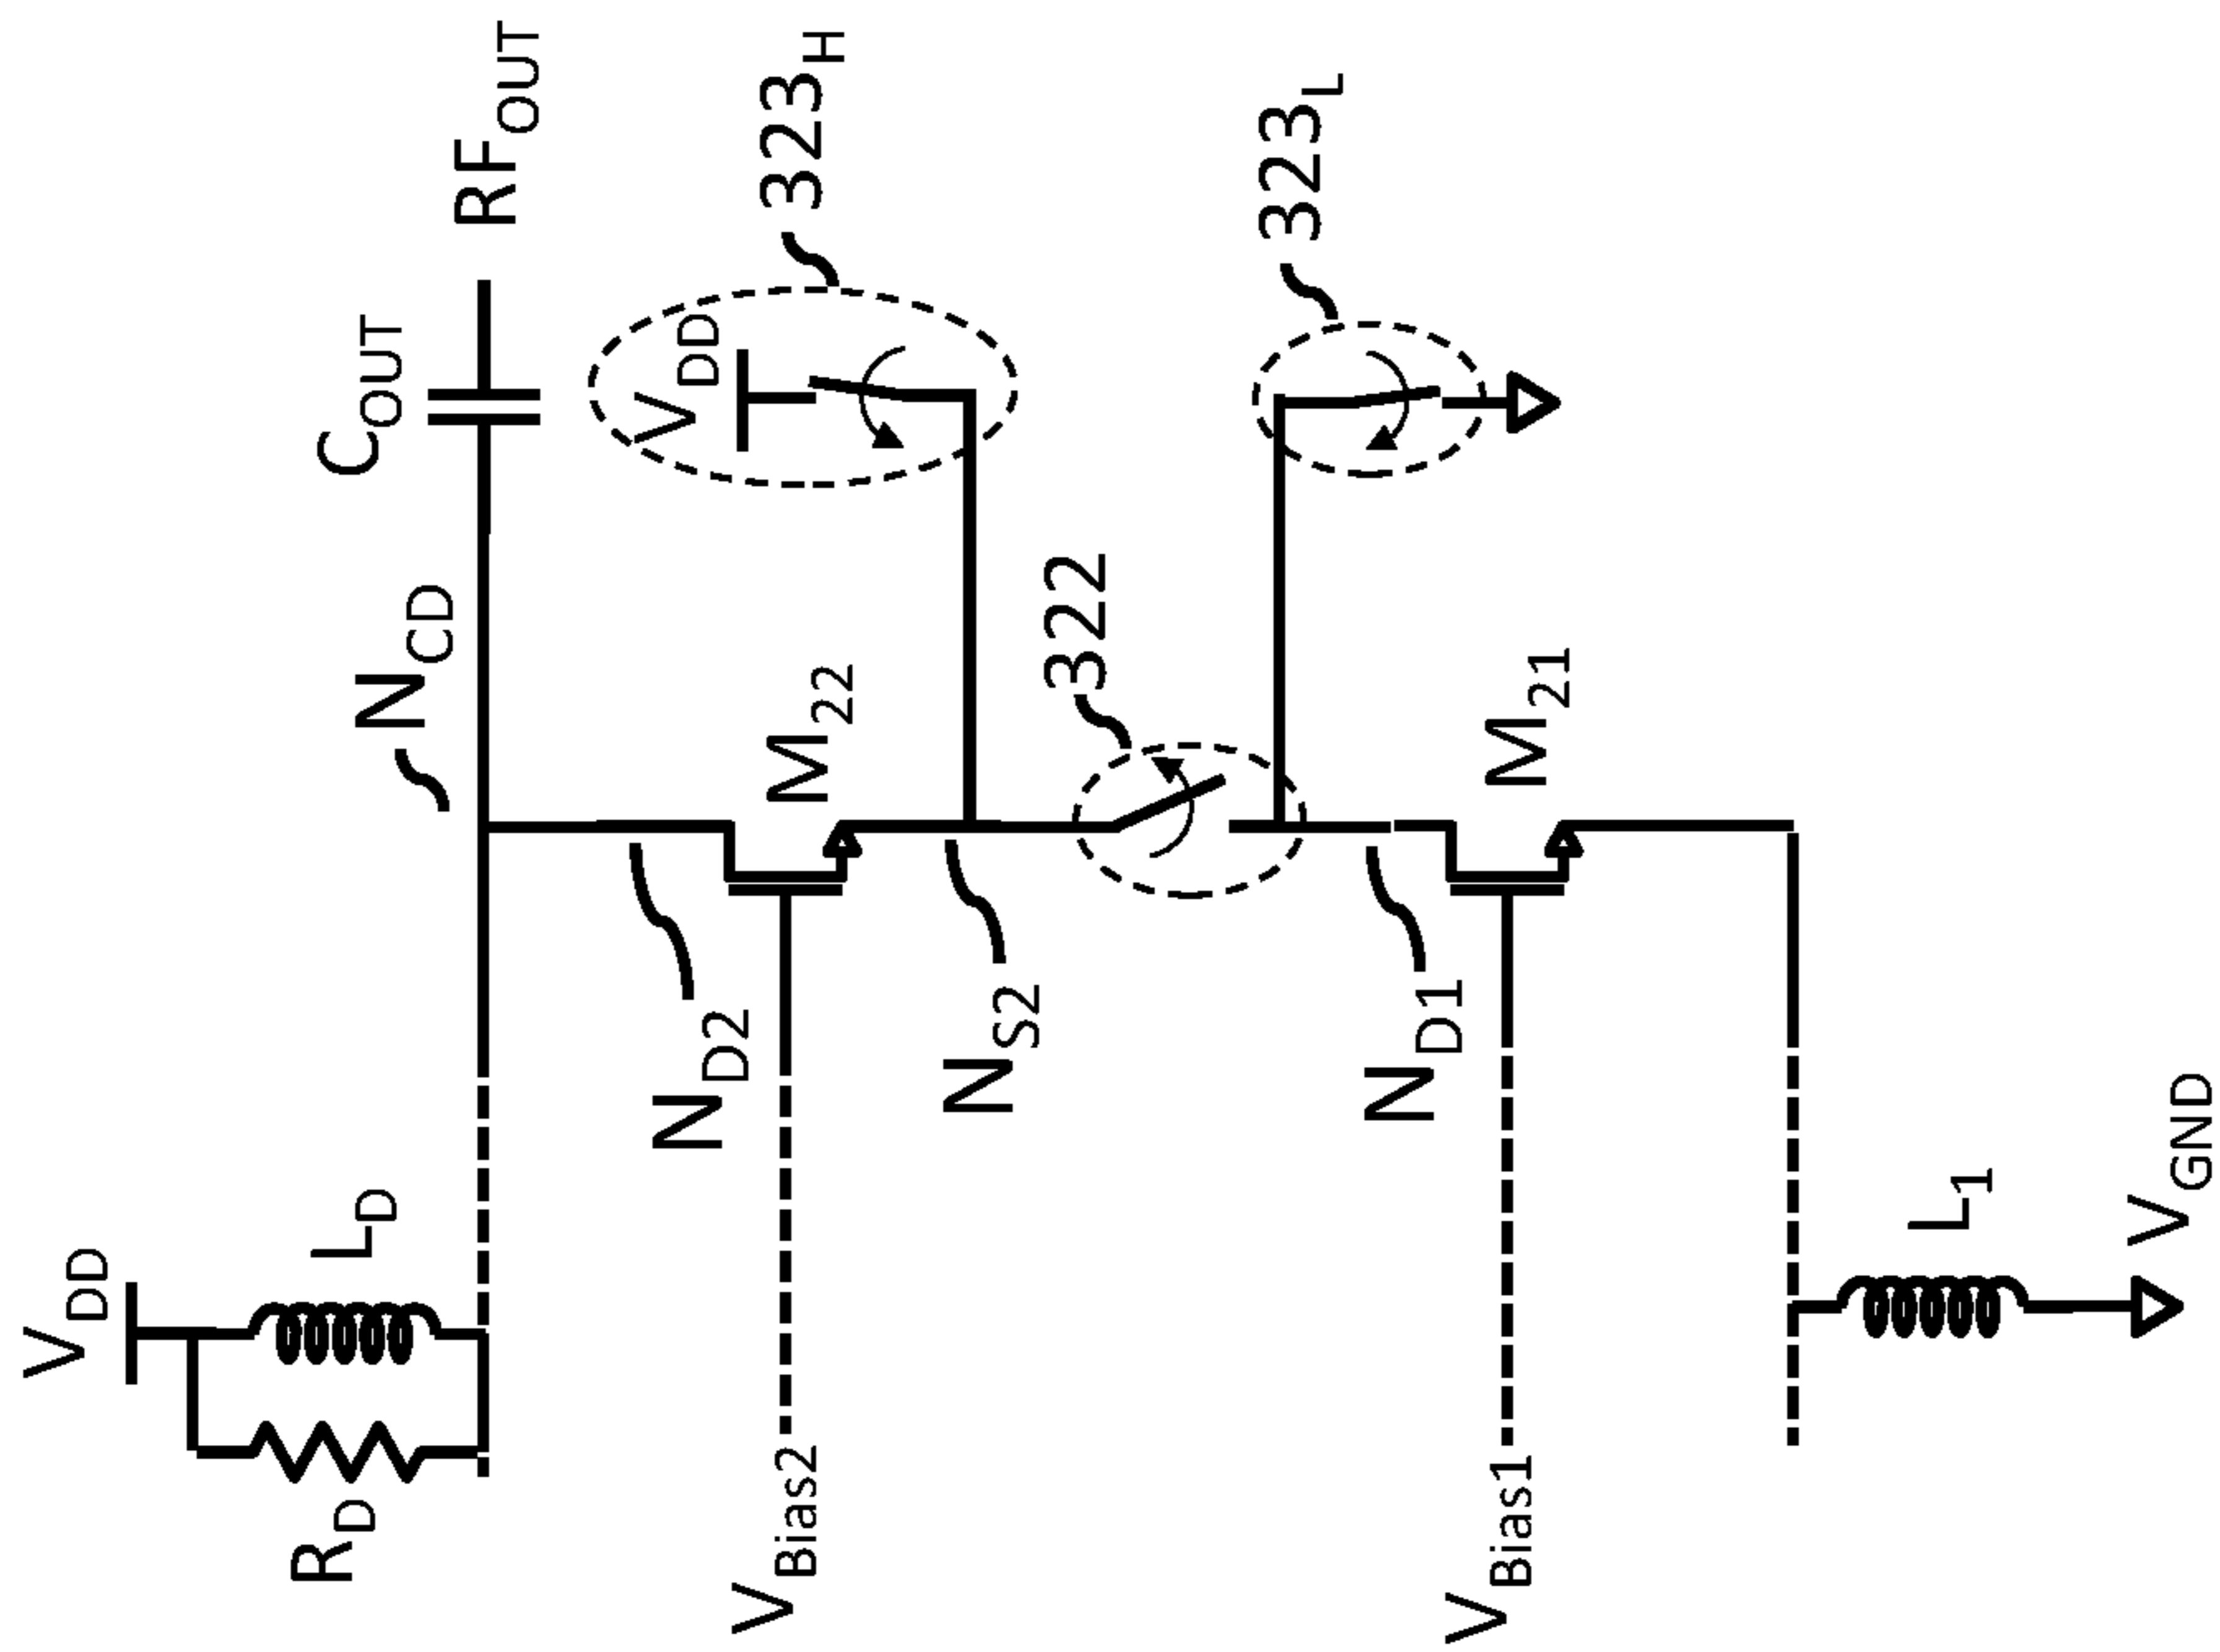 V_DD
R_D
L_D
N_CD
C_OUT
RF_OUT
N_D2
M_22
V_DD
323_H
V_Bias2
N_S2
322
323_L
N_D1
M_21
V_Bias1
L_1
V_GND